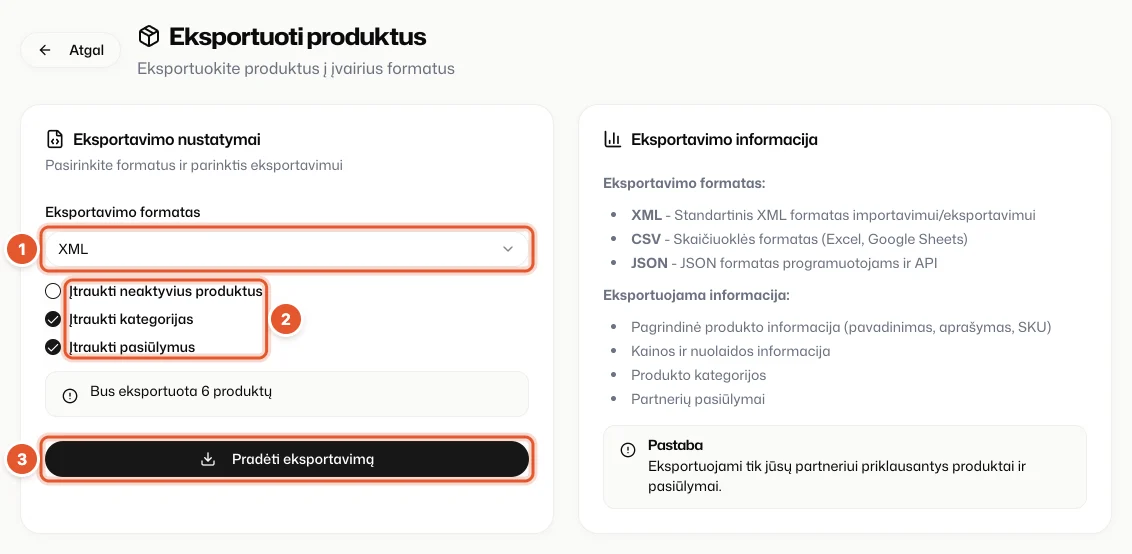 Atgal
Eksportuoti produktus
Eksportuokite produktus į įvairius formatus
Eksportavimo nustatymai
Pasirinkite formatus ir parinktis eksportavimui
Eksportavimo formatas
1
XML
Įtraukti neaktyvius produktus
Įtraukti kategorijas
2
Įtraukti pasiūlymus
Bus eksportuota 6 produktų
3
Pradėti eksportavimą
Eksportavimo informacija
Eksportavimo formatas:
XML - Standartinis XML formatas importavimui/eksportavimui
CSV - Skaičiuoklės formatas (Excel, Google Sheets)
JSON - JSON formatas programuotojams ir API
Eksportuojama informacija:
Pagrindinė produkto informacija (pavadinimas, aprašymas, SKU)
Kainos ir nuolaidos informacija
Produkto kategorijos
Partnerių pasiūlymai
Pastaba
Eksportuojami tik jūsų partneriui priklausantys produktai ir
pasiūlymai.